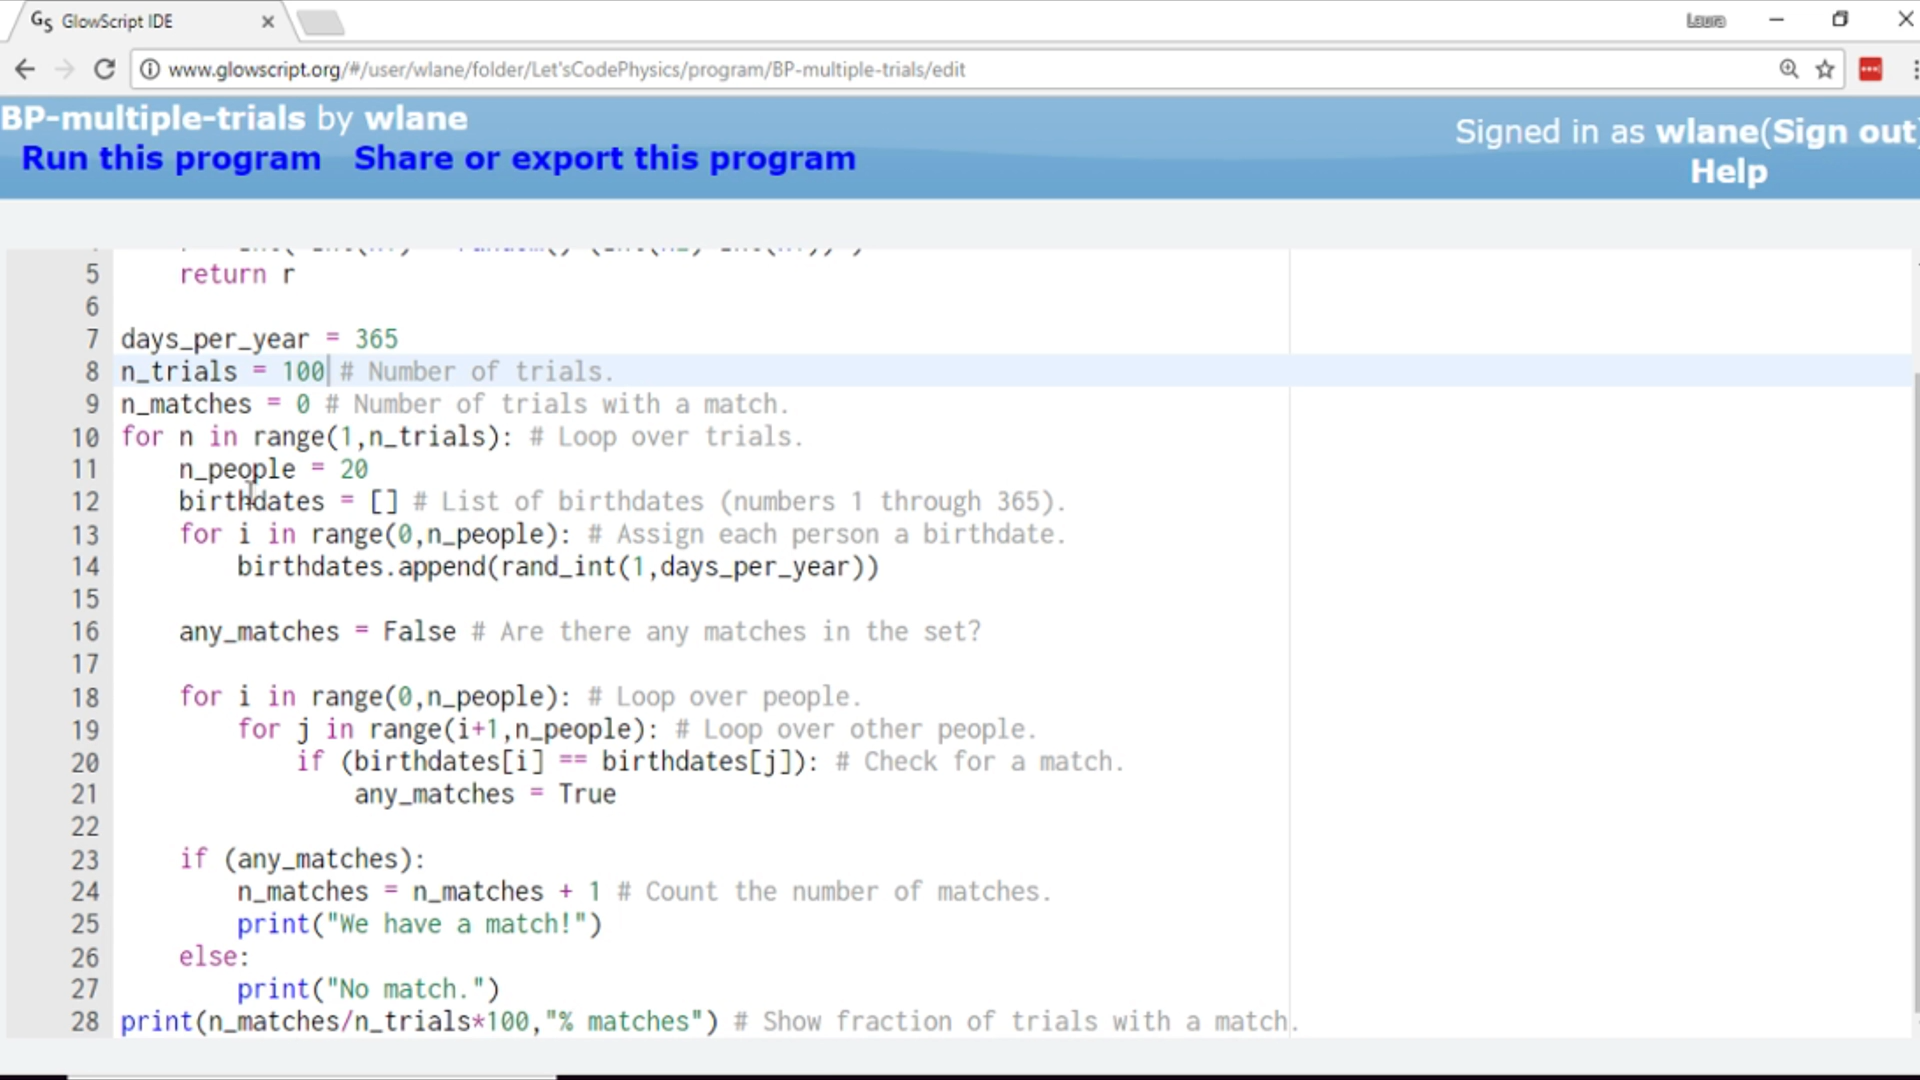 GS GlowScript IDE
Laura
www.glowscript.org/#/user/wlane/folder/Let'sCodePhysics/program/BP-multiple-trials/edit
BP-multiple-trials by wlane
Run this program Share or export this program
Signed in as wlane(Sign out)
Help
5 return r
6
7 days_per_year = 365
8 n_trials = 100 # Number of trials.
9 n_matches = 0 # Number of trials with a match.
10 for n in range(1,n_trials): # Loop over trials.
11 n_people = 20
12 birthdates = [] # List of birthdates (numbers 1 through 365).
13 for i in range(0,n_people): # Assign each person a birthdate.
14 birthdates.append(rand_int(1,days_per_year))
15
16 any_matches = False # Are there any matches in the set?
17
18 for i in range(0,n_people): # Loop over people.
19 for j in range(i+1,n_people): # Loop over other people.
20 if (birthdates[i] == birthdates[j]): # Check for a match.
21 any_matches = True
22
23 if (any_matches):
24 n_matches = n_matches + 1 # Count the number of matches.
25 print("We have a match!")
26 else:
27 print("No match.")
28 print(n_matches/n_trials*100,"% matches") # Show fraction of trials with a match.